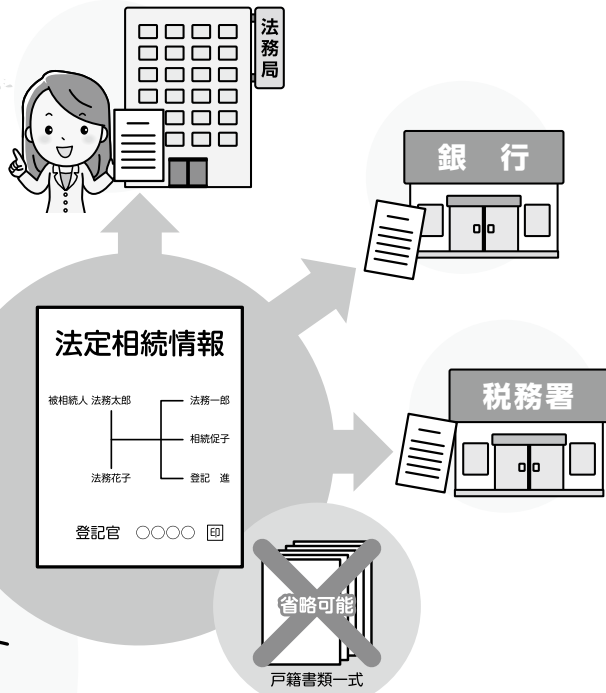 法務局
銀 行
法定相続情報
被相続人 法務太郎
法務一郎
相続促子
法務花子
登記 進
登記官 ○○○○ 印
税務署
省略可能
戸籍書類一式